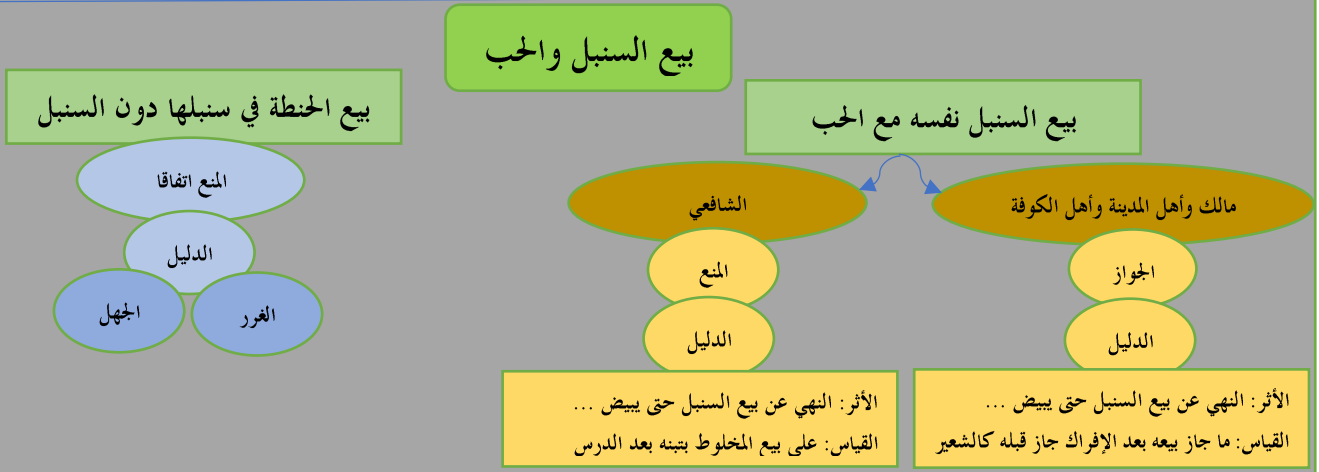 بيع السنبل والحب
بيع السنبل نفسه مع الحب
مالك وأهل المدينة وأهل الكوفة
الجواز
الدليل
الأثر: النهي عن بيع السنبل حتى يبيض ...
القياس: ما جاز بيعه بعد الإفراك جاز قبله كالشعير
الشافعي
المنع
الدليل
الأثر: النهي عن بيع السنبل حتى يبيض ...
القياس: على بيع المخلوط بتبنه بعد الدرس
بيع الحنطة في سنبلها دون السنبل
المنع اتفاقا
الدليل
الغرر
الجهل